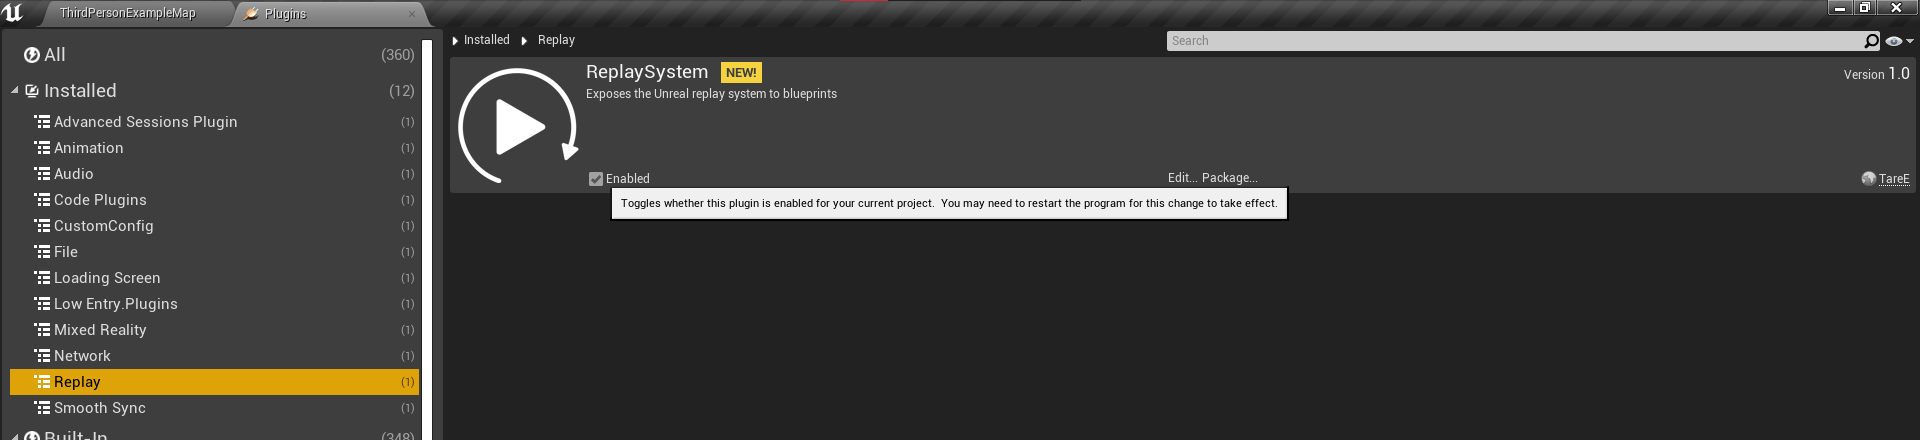 ThirdPersonExampleMap
Plugins
All (360)
Installed (12)
Advanced Sessions Plugin (1)
Animation (1)
Audio (1)
Code Plugins (1)
CustomConfig (1)
File (1)
Loading Screen (1)
Low Entry.Plugins (1)
Mixed Reality (1)
Network (1)
Replay (1)
Smooth Sync (1)
Built-In (348)
Installed Replay
Search
ReplaySystem NEW!
Version 1.0
Exposes the Unreal replay system to blueprints
Enabled
Edit... Package...
TareE
Toggles whether this plugin is enabled for your current project.  You may need to restart the program for this change to take effect.